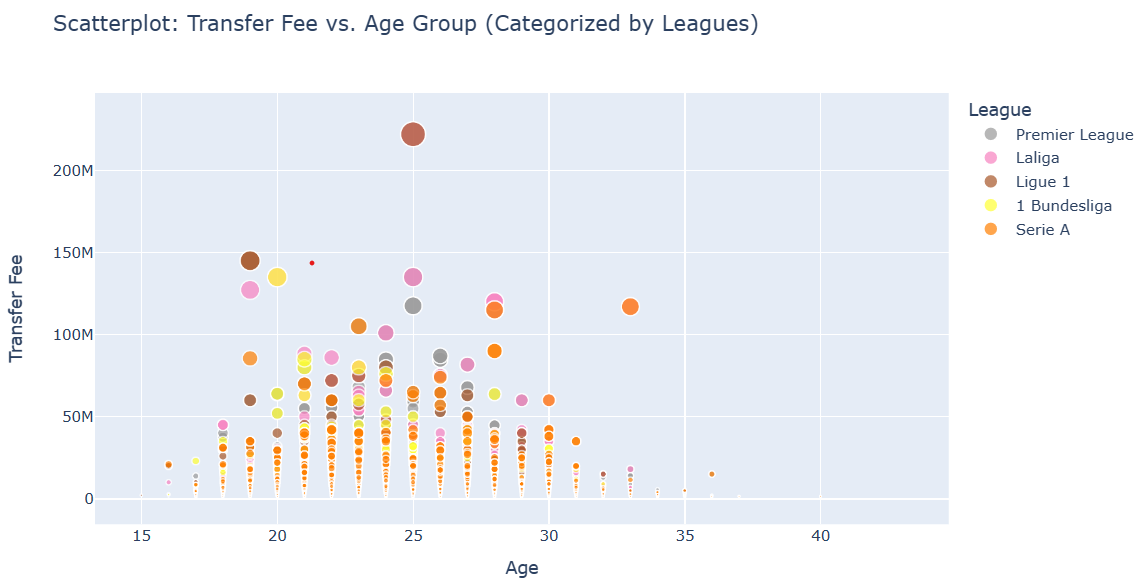 Scatterplot: Transfer Fee vs. Age Group (Categorized by Leagues)
League
Premier League
Laliga
Ligue 1
1 Bundesliga
Serie A
Transfer Fee
200M
150M
100M
50M
0
15 20 25 30 35 40
Age